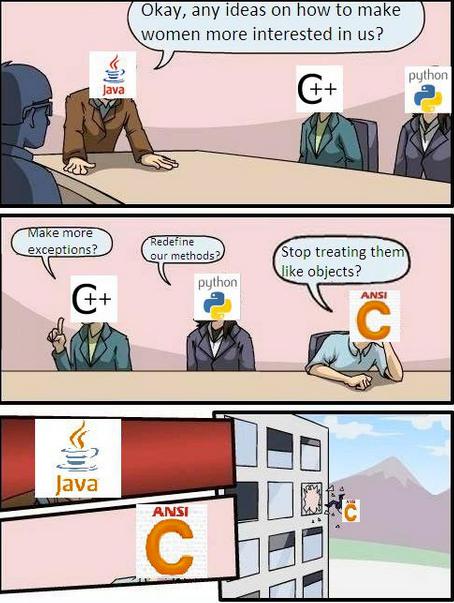 Okay, any ideas on how to make
women more interested in us?
Java
C++
python
Make more
exceptions?
Redefine
our methods?
Stop treating them
like objects?
C++
python
ANSI
C
Java
ANSI
C
C